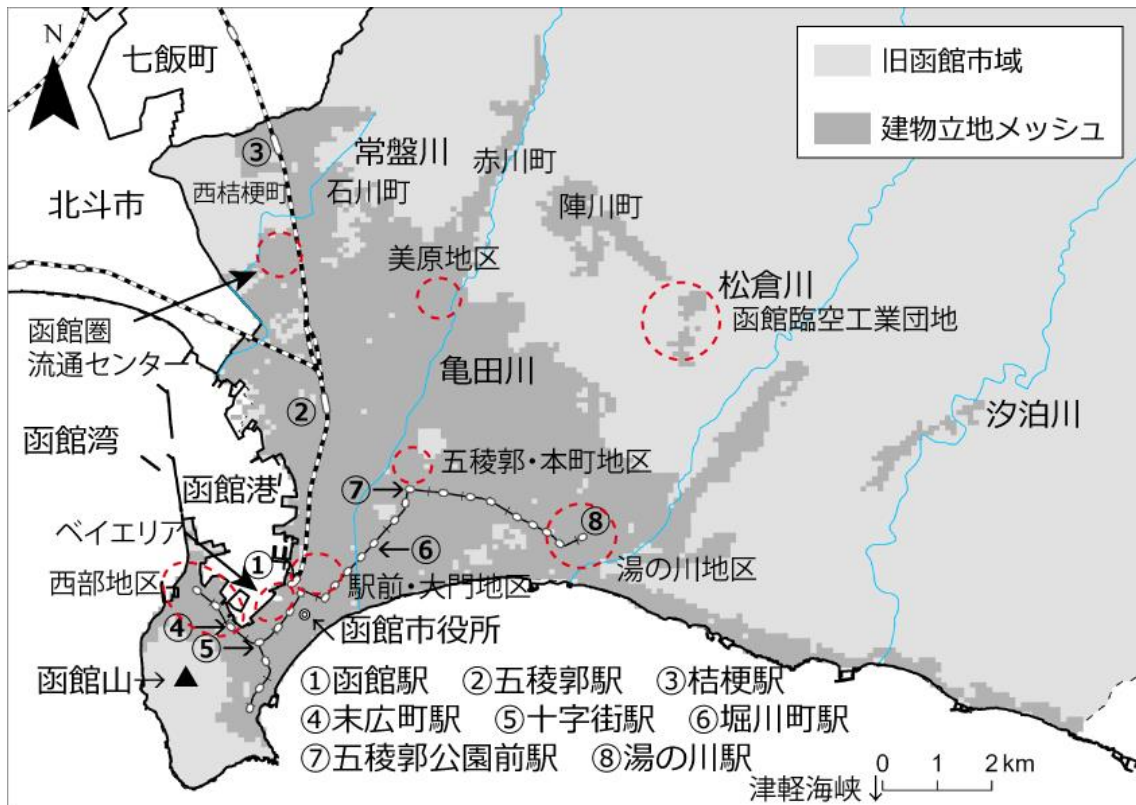 N
七飯町
旧函館市域
建物立地メッシュ
③
常盤川
赤川町
西桔梗町
石川町
北斗市
陣川町
美原地区
松倉川
函館臨空工業団地
函館圏
流通センター
亀田川
②
汐泊川
函館湾
五稜郭・本町地区
函館港
⑦→
⑧
ベイエリア
①
←⑥
西部地区
湯の川地区
駅前・大門地区
④→
函館市役所
⑤→
函館山→
①函館駅 ②五稜郭駅 ③桔梗駅
④末広町駅 ⑤十字街駅 ⑥堀川町駅
⑦五稜郭公園前駅 ⑧湯の川駅
0 1 2 km
津軽海峡↓